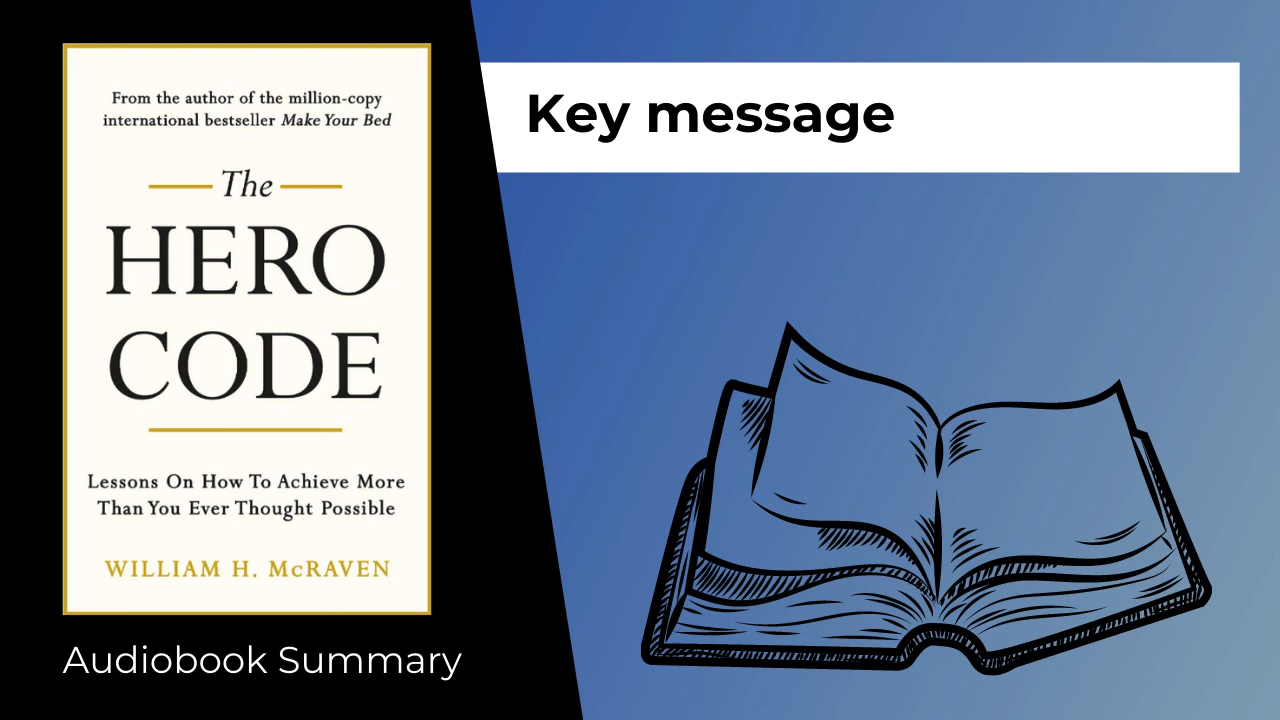 From the author of the million-copy
international bestseller Make Your Bed
The
HERO
CODE
Lessons On How To Achieve More
Than You Ever Thought Possible
WILLIAM H. McRAVEN
Audiobook Summary
Key message